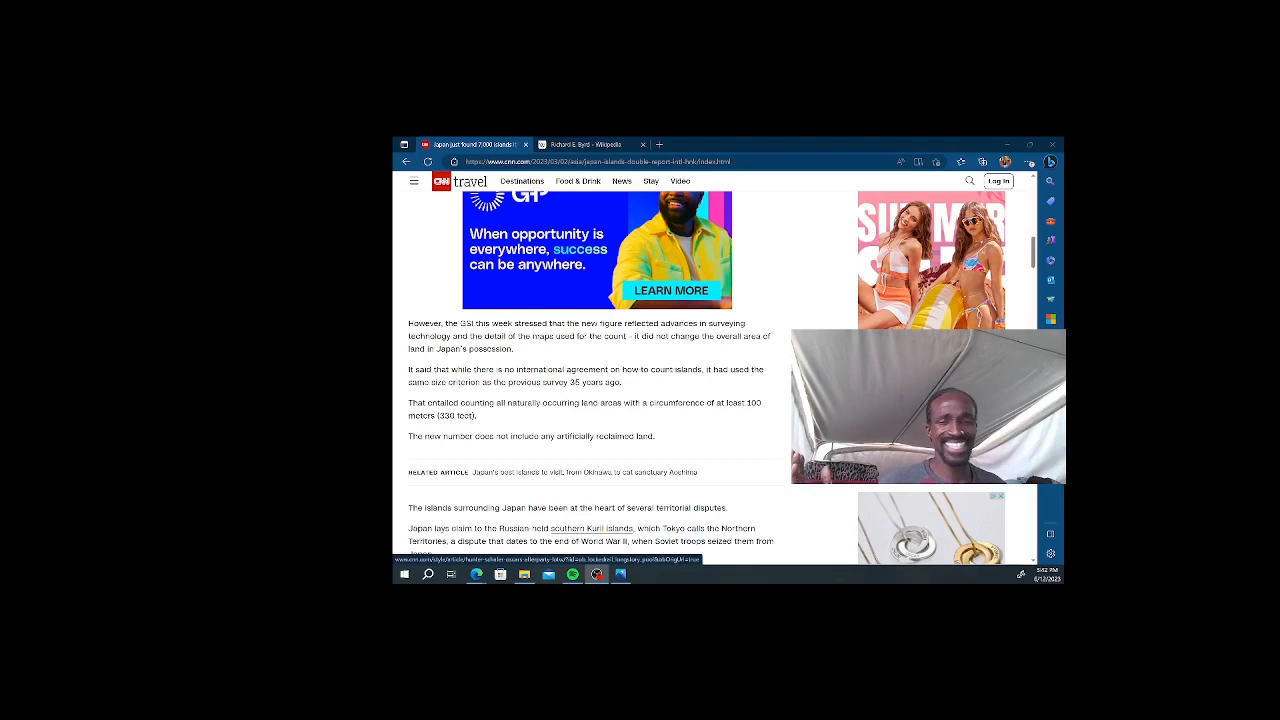 Japan just found 7,000 islands it
Richard E. Byrd - Wikipedia
https://www.cnn.com/2023/03/02/asia/japan-islands-double-report-intl-hnk/index.html
CNN travel Destinations Food & Drink News Stay Video Log In
When opportunity is
everywhere, success
can be anywhere.
LEARN MORE
SUMMER
However, the GSI this week stressed that the new figure reflected advances in surveying
technology and the detail of the maps used for the count – it did not change the overall area of
land in Japan's possession.
It said that while there is no international agreement on how to count islands, it had used the
same size criterion as the previous survey 35 years ago.
That entailed counting all naturally occurring land areas with a circumference of at least 100
meters (330 feet).
The new number does not include any artificially reclaimed land.
RELATED ARTICLE Japan's best islands to visit, from Okinawa to cat sanctuary Aoshima
The islands surrounding Japan have been at the heart of several territorial disputes.
Japan lays claim to the Russian-held southern Kuril Islands, which Tokyo calls the Northern
Territories, a dispute that dates to the end of World War II, when Soviet troops seized them from
5:42 PM
6/12/2023